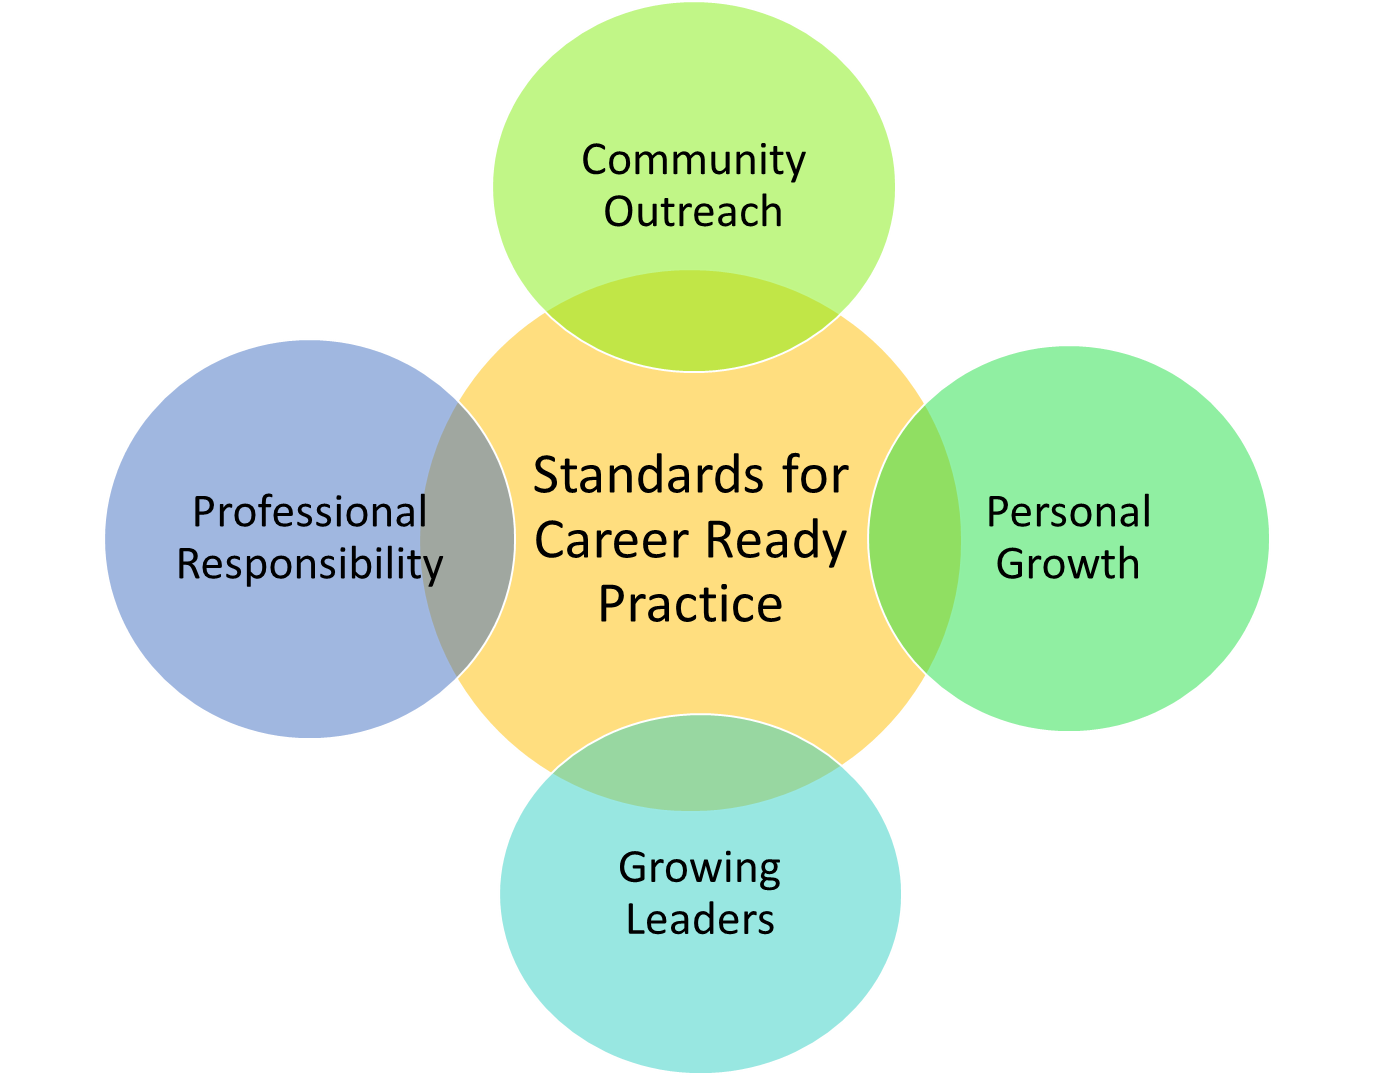 Community
Outreach
Professional
Responsibility
Standards for
Career Ready
Practice
Personal
Growth
Growing
Leaders